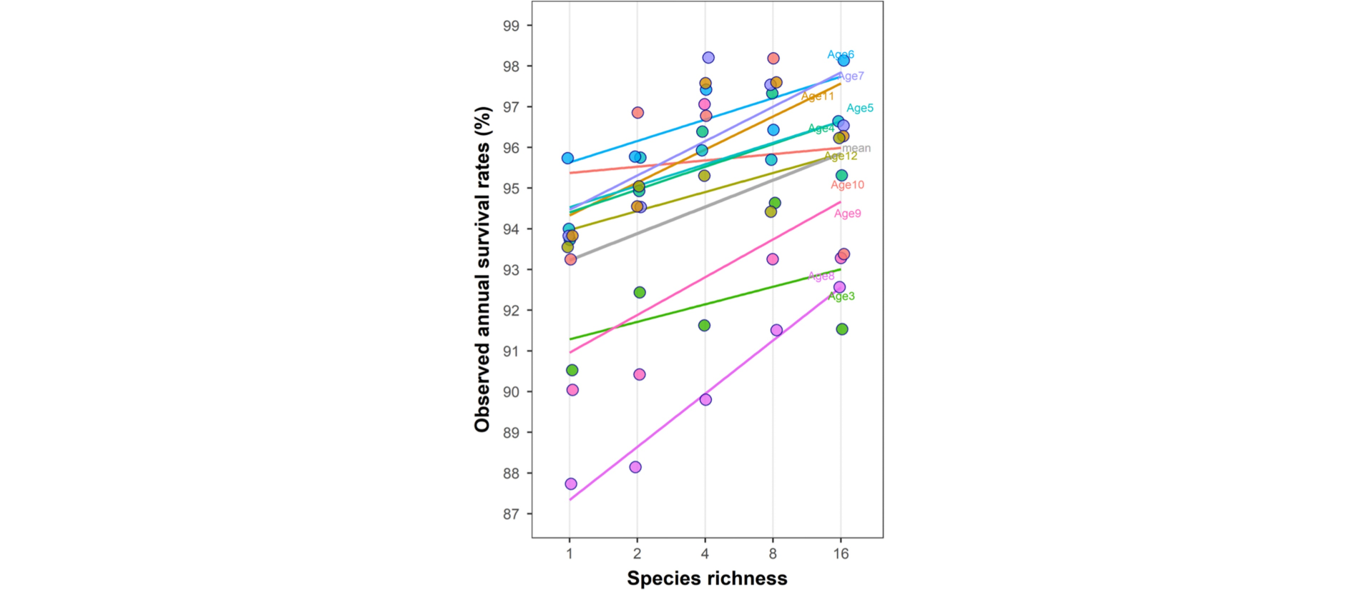 99
98
97
96
95
94
93
92
91
90
89
88
87
Observed annual survival rates (%)
Age6
Age7
Age11
Age5
Age4
mean
Age12
Age10
Age9
Age8
Age3
1 2 4 8 16
Species richness